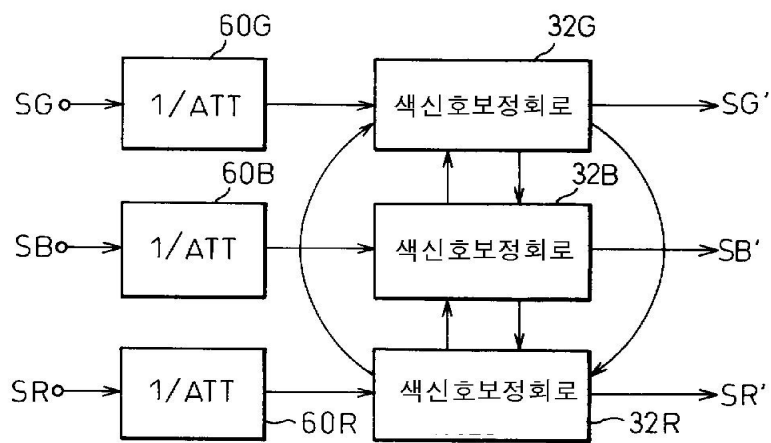 60G
32G
SG
1/ATT
색신호보정회로
SG'
60B
32B
SB
1/ATT
색신호보정회로
SB'
SR
1/ATT
색신호보정회로
SR'
60R
32R